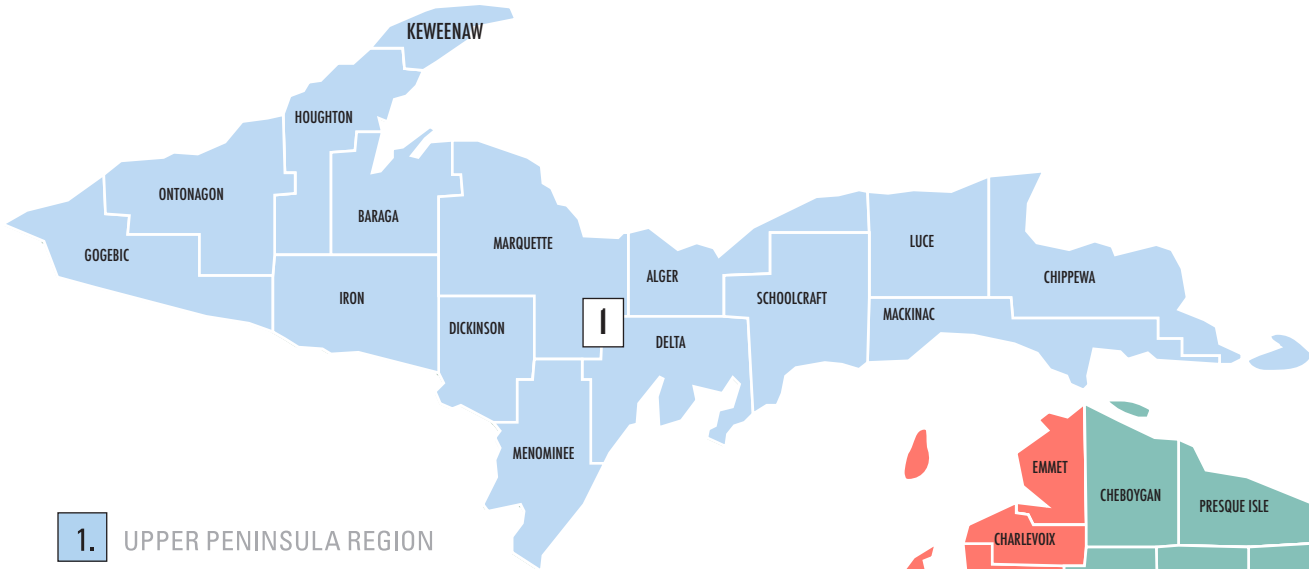 KEWEENAW
HOUGHTON
ONTONAGON
BARAGA
GOGEBIC
MARQUETTE
LUCE
ALGER
CHIPPEWA
IRON
SCHOOLCRAFT
MACKINAC
DICKINSON
1
DELTA
MENOMINEE
EMMET
CHEBOYGAN
PRESQUE ISLE
CHARLEVOIX
1. UPPER PENINSULA REGION